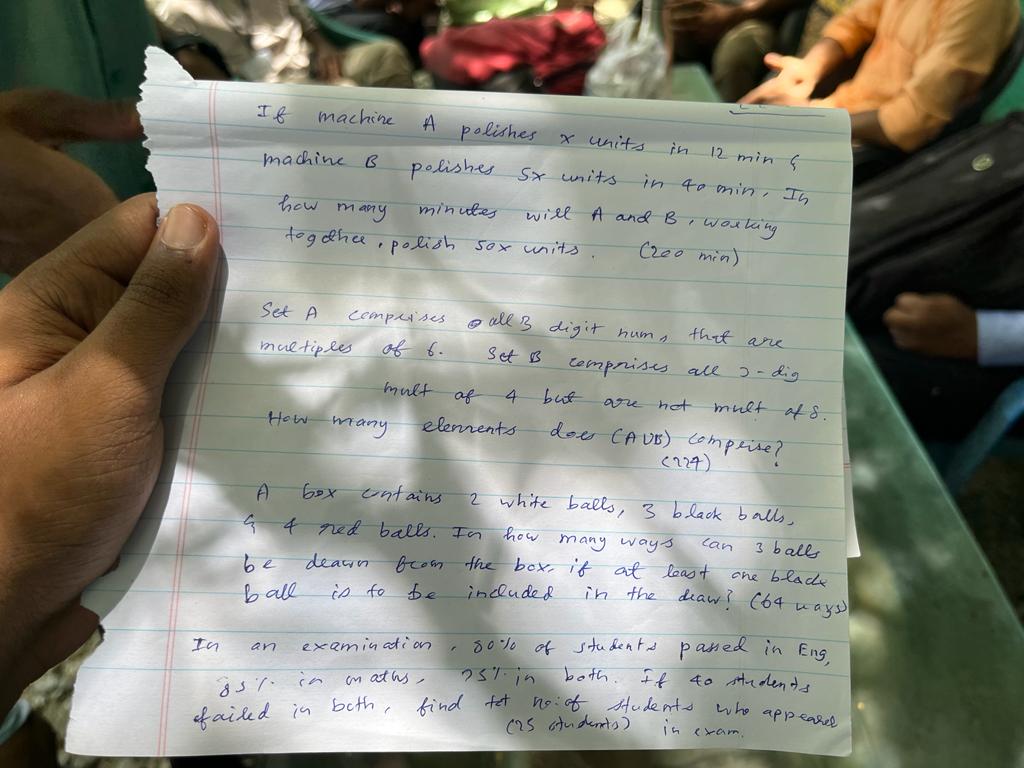 If machine A polishes x units in 12 min &
machine B polishes 5x units in 40 min, In
how many minutes will A and B, working
together, polish 50x units. (200 min)
Set A comprises all 3 digit nums that are
multiples of 6. Set B comprises all 3-dig
mult of 4 but are not mult of 8.
How many elements does (AUB) comprise?
(224)
A box contains 2 white balls, 3 black balls,
& 4 red balls. In how many ways can 3 balls
be drawn from the box, if at least one black
ball is to be included in the draw? (64 ways)
In an examination, 80% of students passed in Eng,
85% in maths, 75% in both. If 40 students
failed in both, find tot no: of students who appeared
(25 students) in exam.